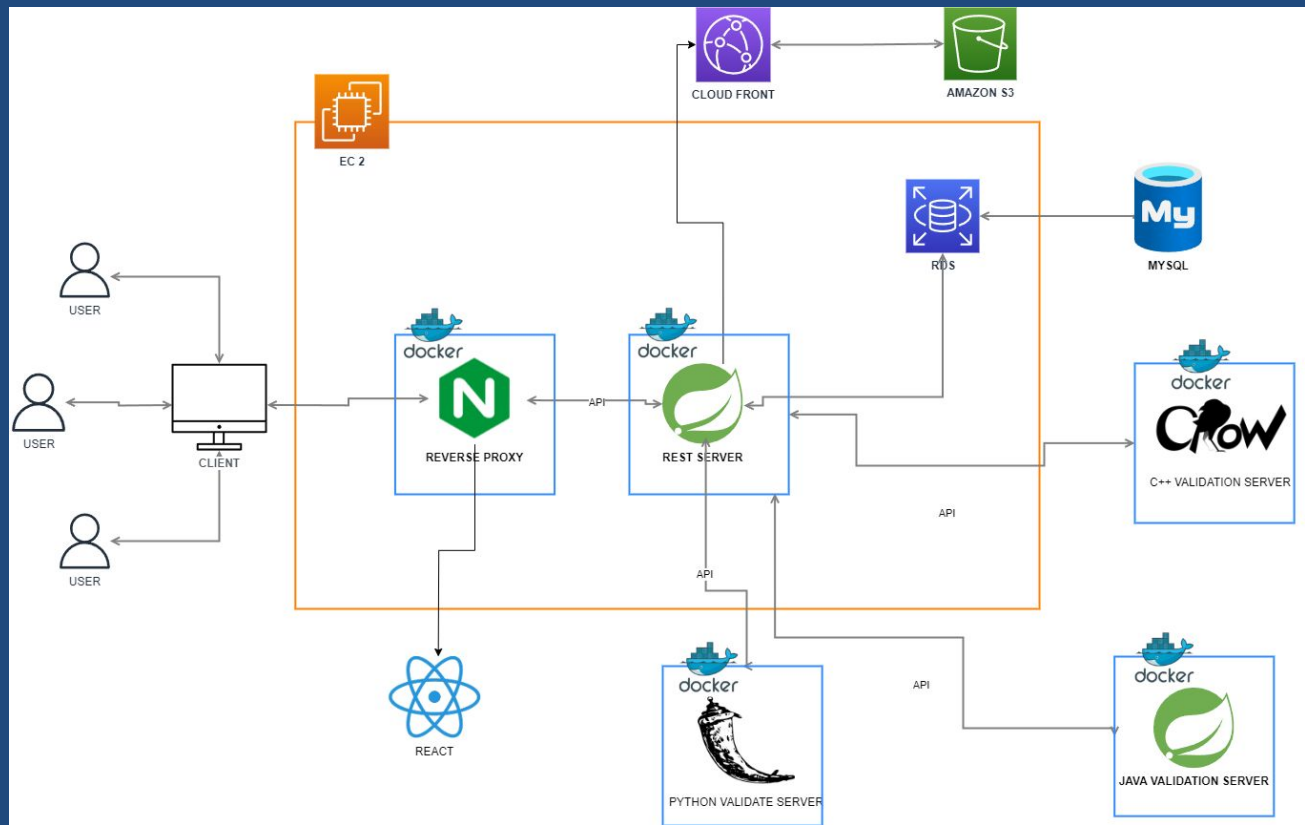 CLOUD FRONT
AMAZON S3
EC 2
RDS
My
MYSQL
USER
docker
docker
docker
CROW
C++ VALIDATION SERVER
USER
CLIENT
N
REVERSE PROXY
API
REST SERVER
API
USER
API
docker
docker
API
REACT
PYTHON VALIDATE SERVER
JAVA VALIDATION SERVER